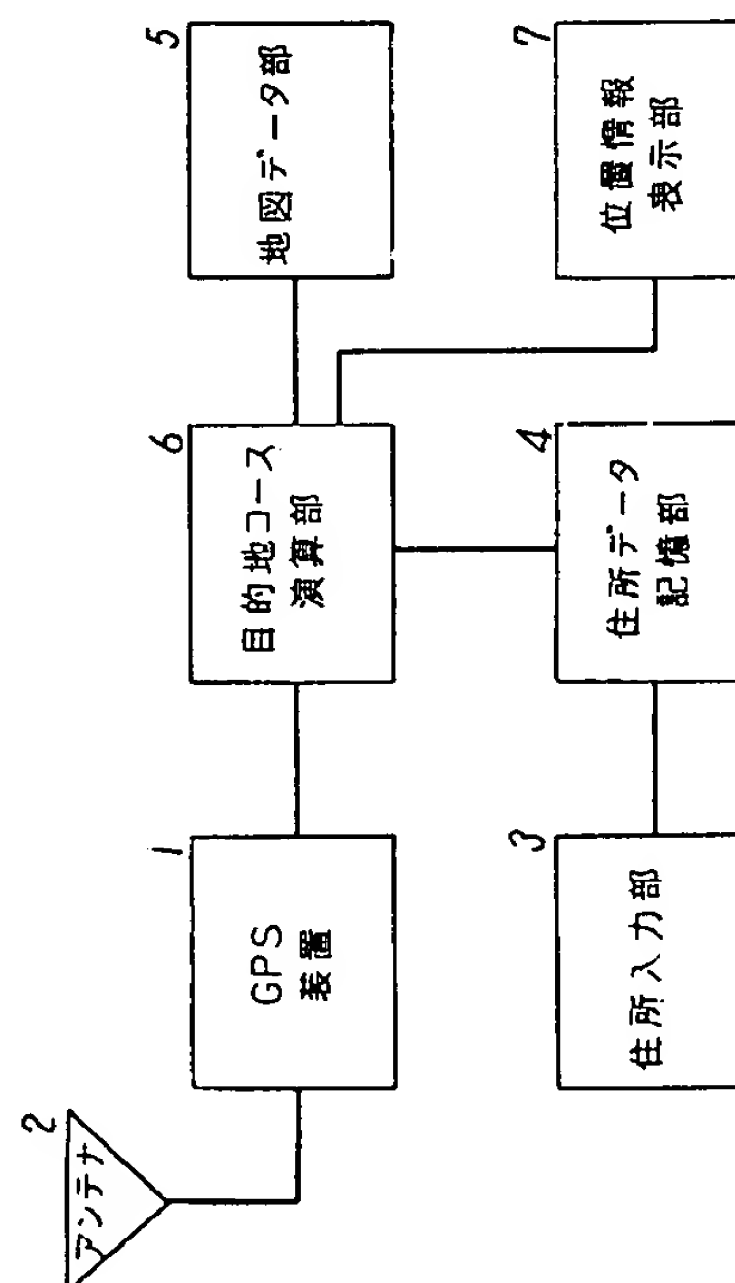 2
アンテナ
1
GPS
装置
6
目的地コース
演算部
5
地図データ部
3
住所入力部
4
住所データ
記憶部
7
位置情報
表示部